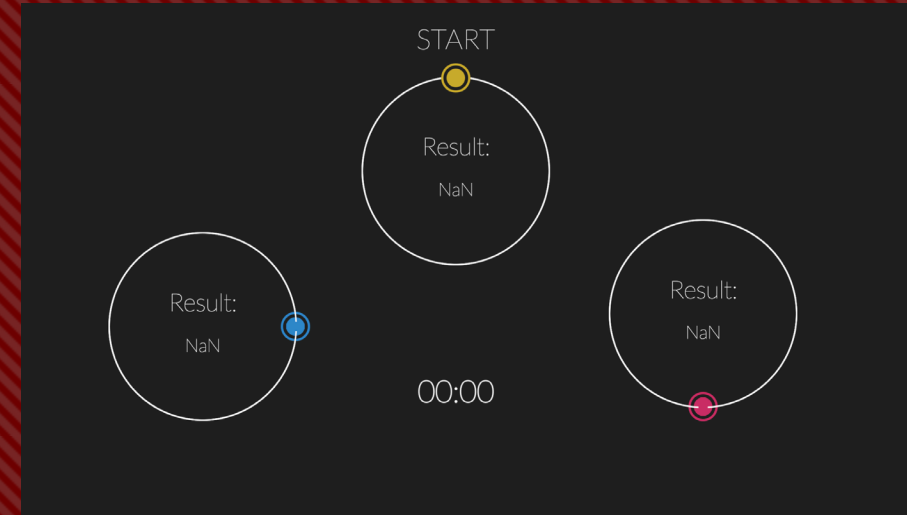 START
Result:
NaN
Result:
NaN
Result:
NaN
00:00